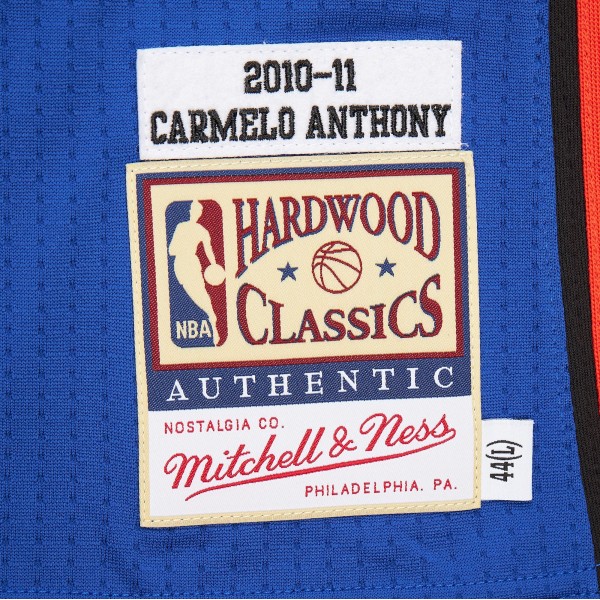 2010-11
CARMELO ANTHONY
HARDWOOD
CLASSICS
NBA
AUTHENTIC
NOSTALGIA CO.
Mitchell & Ness
PHILADELPHIA. PA.
44(L)